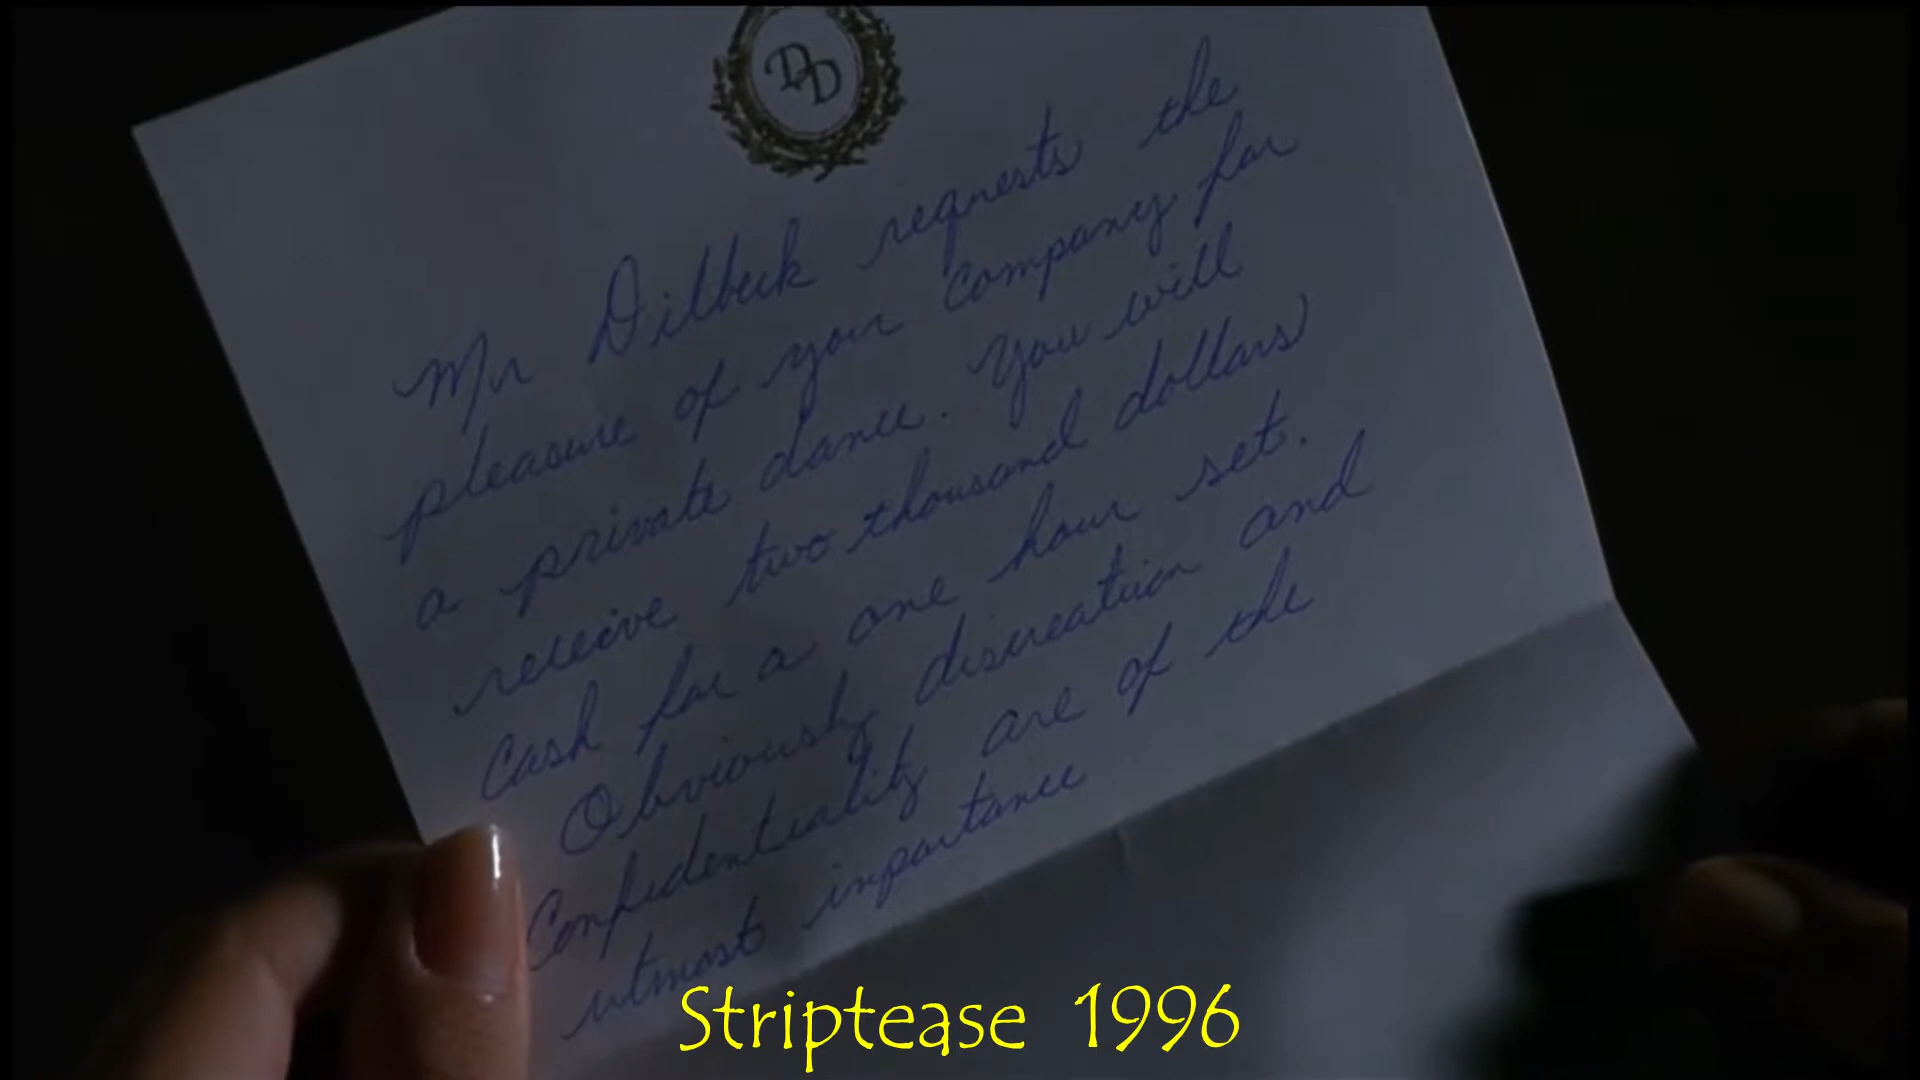 DD
Mr Dilbeck requests the
pleasure of your company for
a private dance. You will
receive two thousand dollars
cash for a one hour set.
Obviously discreation and
Confidentiality are of the
utmost importance
Striptease 1996